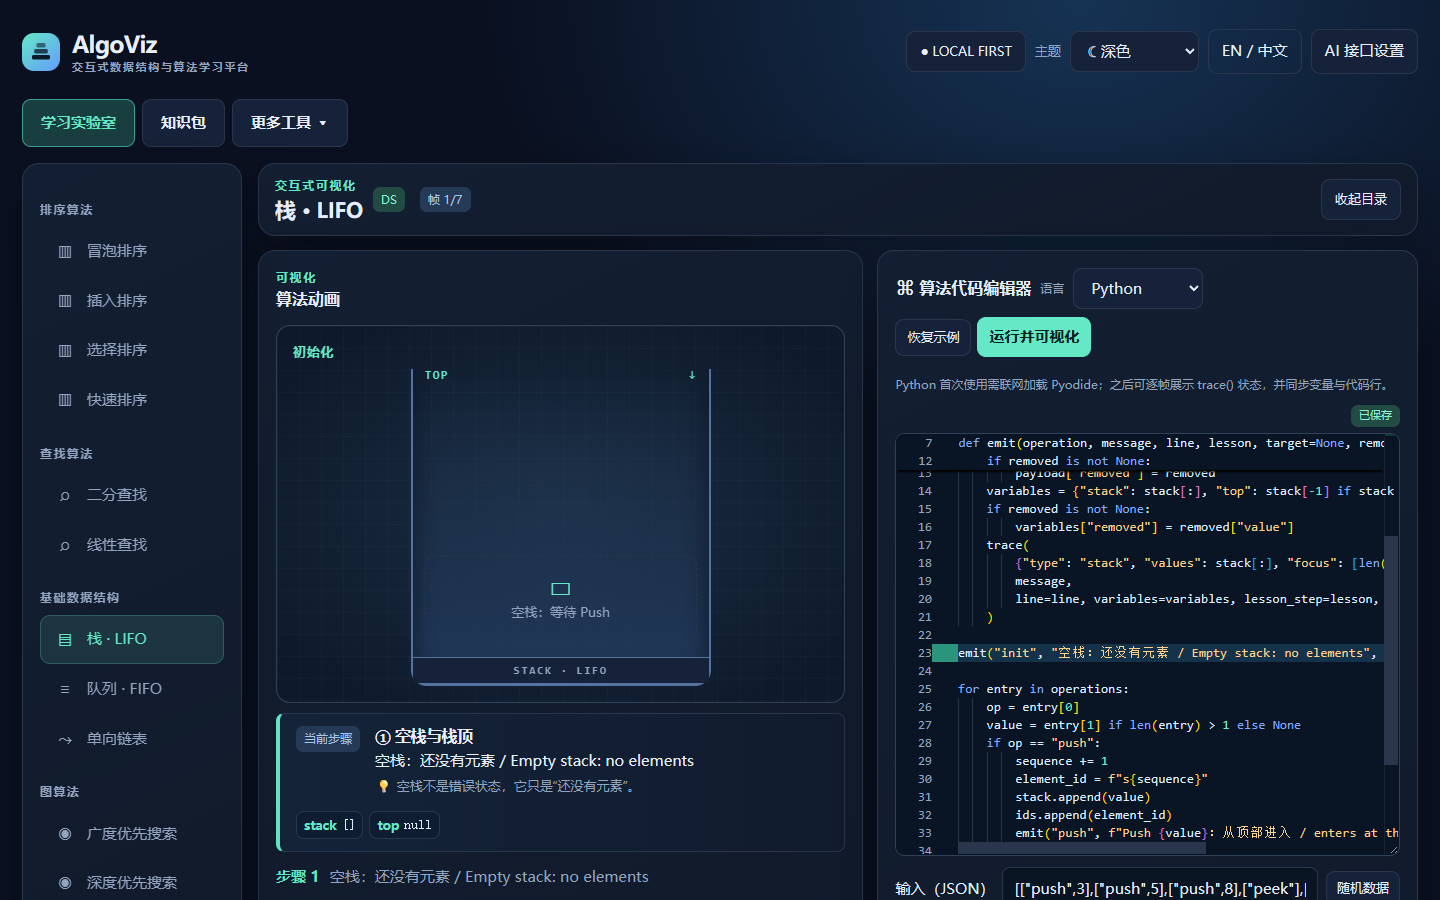 AlgoViz
交互式数据结构与算法学习平台
● LOCAL FIRST
主题
☾ 深色
EN / 中文
AI 接口设置
学习实验室
知识包
更多工具 ▾
排序算法
冒泡排序
插入排序
选择排序
快速排序
查找算法
二分查找
线性查找
基础数据结构
栈 · LIFO
队列 · FIFO
单向链表
图算法
广度优先搜索
深度优先搜索
交互式可视化
栈 • LIFO
DS
帧 1/7
收起目录
可视化
算法动画
初始化
TOP ↓
空栈：等待 Push
STACK · LIFO
当前步骤
① 空栈与栈顶
空栈：还没有元素 / Empty stack: no elements
💡 空栈不是错误状态，它只是“还没有元素”。
stack []
top null
步骤 1 空栈：还没有元素 / Empty stack: no elements
⌘ 算法代码编辑器
语言
Python
恢复示例
运行并可视化
Python 首次使用需联网加载 Pyodide；之后可逐帧展示 trace() 状态，并同步变量与代码行。
已保存
7 def emit(operation, message, line, lesson, target=None, remo
12 if removed is not None:
13 payload["removed"] = removed
14 variables = {"stack": stack[:], "top": stack[-1] if stack
15 if removed is not None:
16 variables["removed"] = removed["value"]
17 trace(
18 {"type": "stack", "values": stack[:], "focus": [len(
19 message,
20 line=line, variables=variables, lesson_step=lesson,
21 )
22
23 emit("init", "空栈：还没有元素 / Empty stack: no elements",
24
25 for entry in operations:
26 op = entry[0]
27 value = entry[1] if len(entry) > 1 else None
28 if op == "push":
29 sequence += 1
30 element_id = f"s{sequence}"
31 stack.append(value)
32 ids.append(element_id)
33 emit("push", f"Push {value}：从顶部进入 / enters at th
34
输入（JSON）
[["push",3],["push",5],["push",8],["peek"],[
随机数据